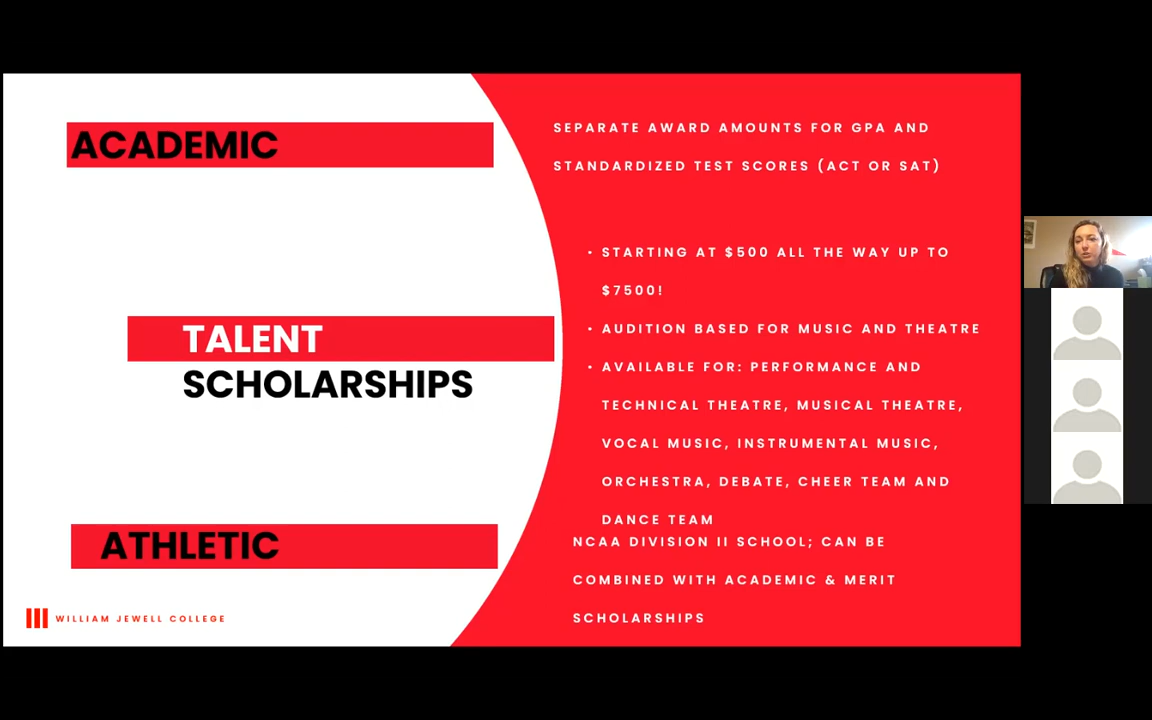 ACADEMIC
SEPARATE AWARD AMOUNTS FOR GPA AND
STANDARDIZED TEST SCORES (ACT OR SAT)
TALENT
SCHOLARSHIPS
• STARTING AT $500 ALL THE WAY UP TO
$7500!
• AUDITION BASED FOR MUSIC AND THEATRE
• AVAILABLE FOR: PERFORMANCE AND
TECHNICAL THEATRE, MUSICAL THEATRE,
VOCAL MUSIC, INSTRUMENTAL MUSIC,
ORCHESTRA, DEBATE, CHEER TEAM AND
DANCE TEAM
ATHLETIC
NCAA DIVISION II SCHOOL; CAN BE
COMBINED WITH ACADEMIC & MERIT
SCHOLARSHIPS
WILLIAM JEWELL COLLEGE